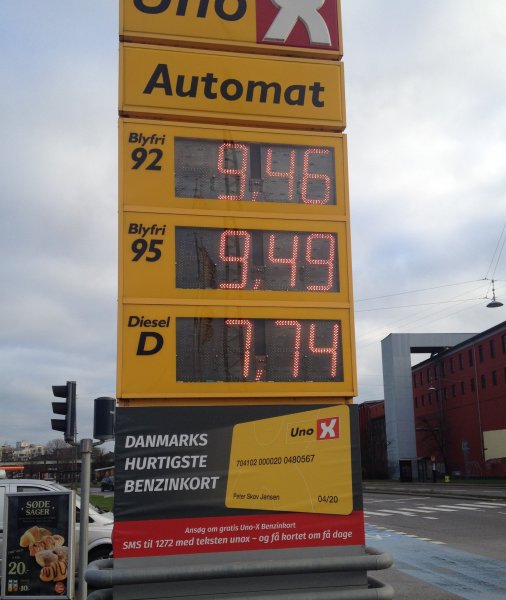 Uno X
Automat
Blyfri
92
9,46
Blyfri
95
9,49
Diesel
D
7,74
DANMARKS
HURTIGSTE
BENZINKORT
Uno X
704102 000020 0480567
Peter Skov Jensen
04/20
Ansøg om gratis Uno-X Benzinkort
SMS til 1272 med teksten unox – og få kortet om få dage
SØDE
SAGER
20.
10.